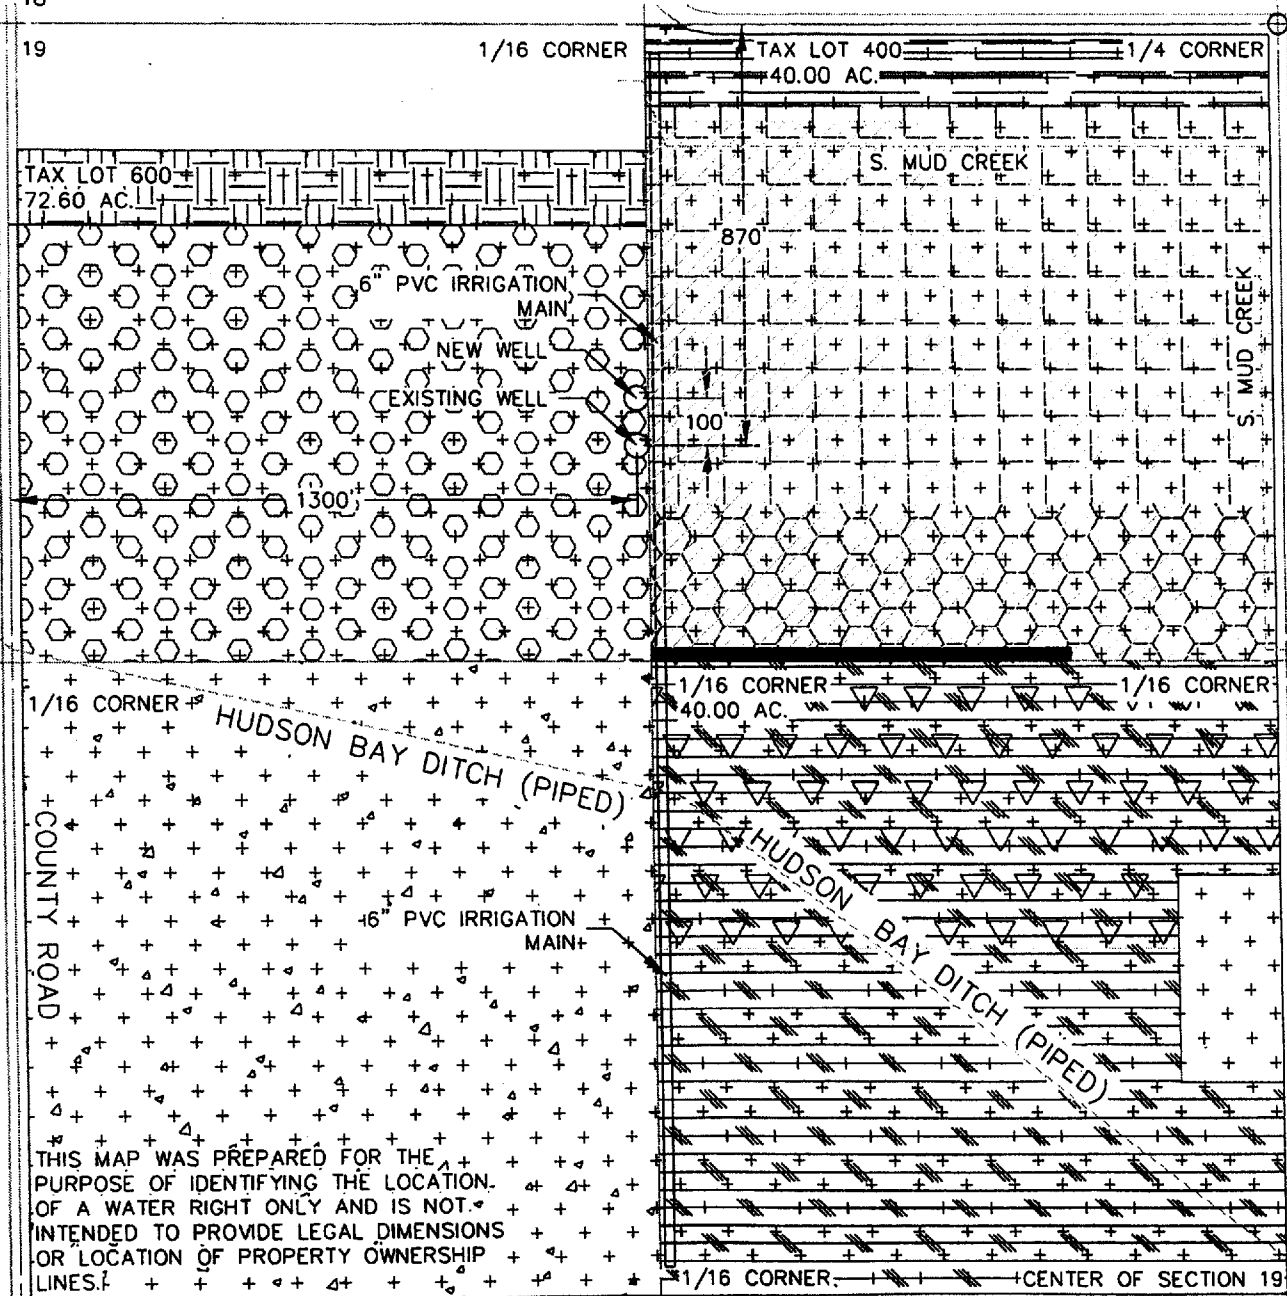 19
1/16 CORNER
TAX LOT 400
40.00 AC.
1/4 CORNER
S. MUD CREEK
TAX LOT 600
72.60 AC.
870'
6" PVC IRRIGATION
MAIN
S. MUD CREEK
NEW WELL
EXISTING WELL
100'
1300'
1/16 CORNER
1/16 CORNER
40.00 AC.
1/16 CORNER
HUDSON BAY DITCH (PIPED)
COUNTY ROAD
HUDSON BAY DITCH (PIPED)
6" PVC IRRIGATION
MAIN
THIS MAP WAS PREPARED FOR THE
PURPOSE OF IDENTIFYING THE LOCATION
OF A WATER RIGHT ONLY AND IS NOT
INTENDED TO PROVIDE LEGAL DIMENSIONS
OR LOCATION OF PROPERTY OWNERSHIP
LINES.
1/16 CORNER
CENTER OF SECTION 19